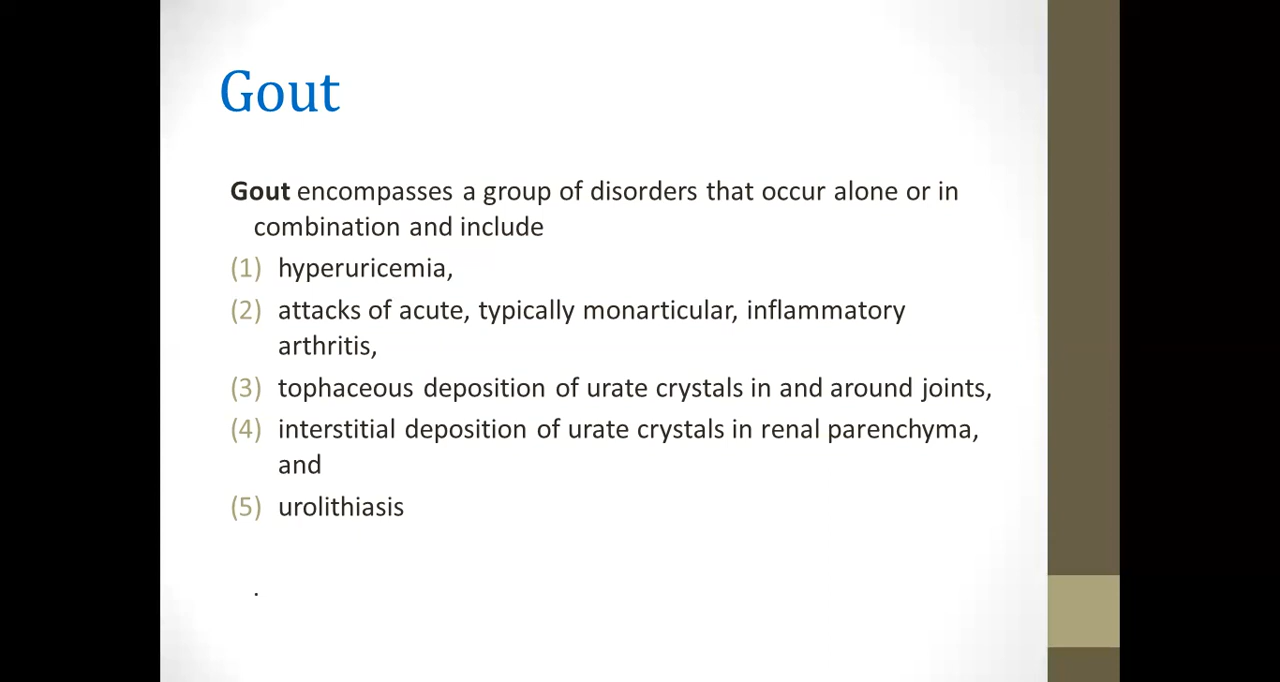 Gout
Gout encompasses a group of disorders that occur alone or in
combination and include
(1) hyperuricemia,
(2) attacks of acute, typically monarticular, inflammatory
arthritis,
(3) tophaceous deposition of urate crystals in and around joints,
(4) interstitial deposition of urate crystals in renal parenchyma,
and
(5) urolithiasis
.